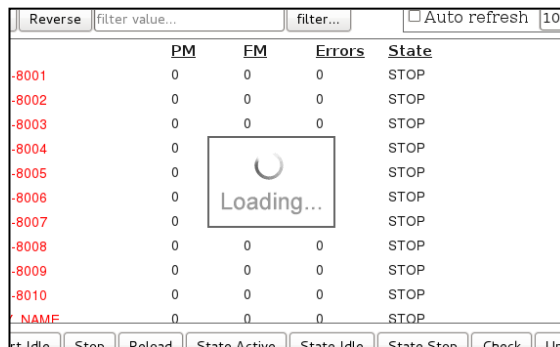 Reverse filter value... filter... Auto refresh 10
PM FM Errors State
-8001 0 0 0 STOP
-8002 0 0 0 STOP
-8003 0 0 0 STOP
-8004 0 STOP
-8005 0 STOP
-8006 0 STOP
-8007 0 STOP
Loading...
-8008 0 0 0 STOP
-8009 0 0 0 STOP
-8010 0 0 0 STOP
NAME 0 0 0 STOP
Idle Stop Reload State Active State Idle State Stop Check